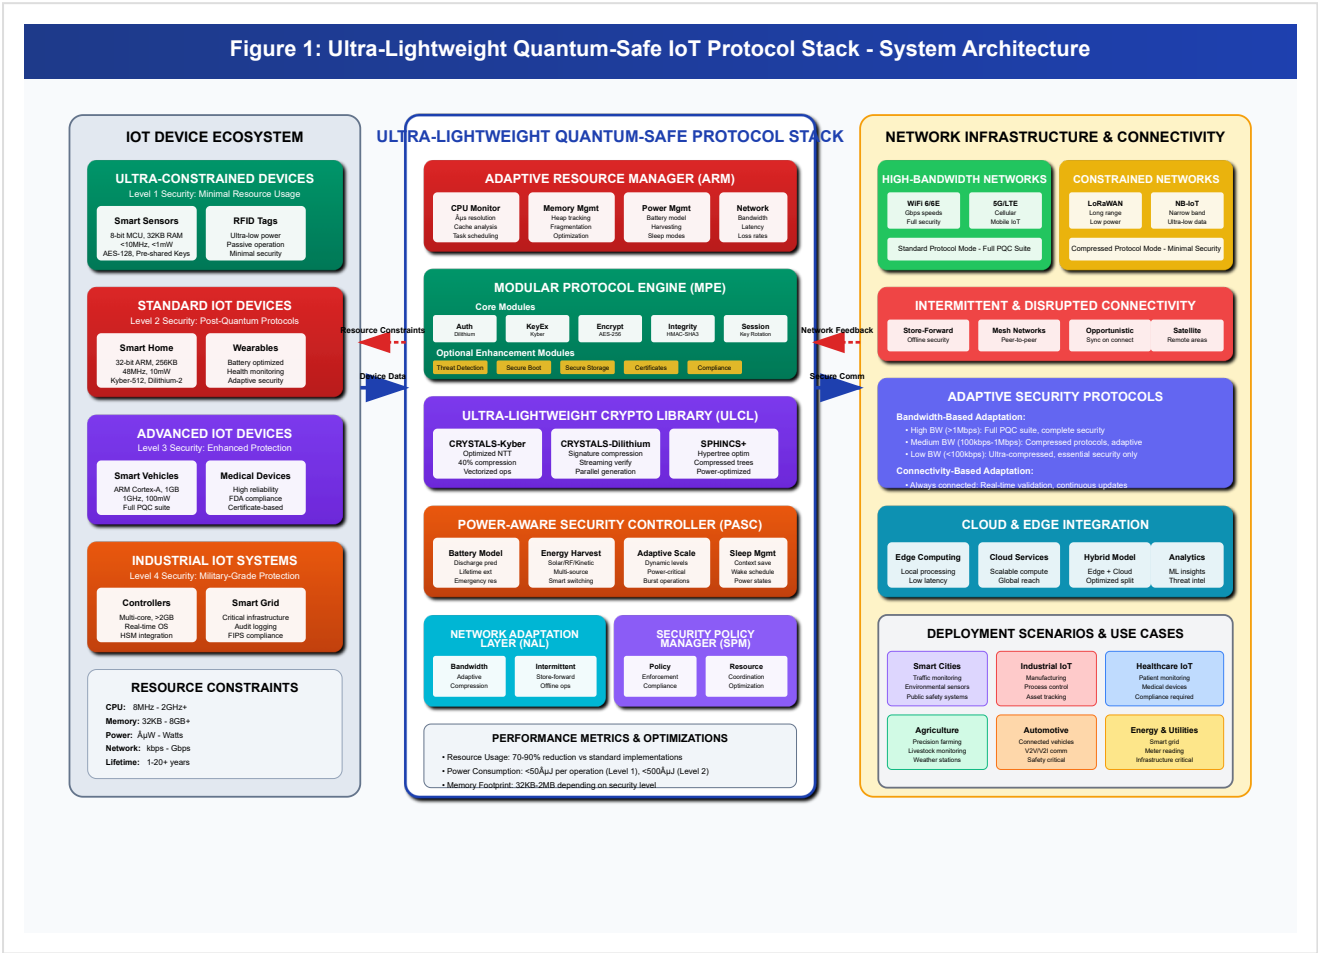 Figure 1: Ultra-Lightweight Quantum-Safe IoT Protocol Stack - System Architecture
IOT DEVICE ECOSYSTEM
ULTRA-CONSTRAINED DEVICES
Level 1 Security: Minimal Resource Usage
Smart Sensors
8-bit MCU, 32KB RAM
<10MHz, <1mW
AES-128, Pre-shared Keys
RFID Tags
Ultra-low power
Passive operation
Minimal security
STANDARD IOT DEVICES
Level 2 Security: Post-Quantum Protocols
Smart Home
32-bit ARM, 256KB
48MHz, 10mW
Kyber-512, Dilithium-2
Wearables
Battery optimized
Health monitoring
Adaptive security
ADVANCED IOT DEVICES
Level 3 Security: Enhanced Protection
Smart Vehicles
ARM Cortex-A, 1GB
1GHz, 100mW
Full PQC suite
Medical Devices
High reliability
FDA compliance
Certificate-based
INDUSTRIAL IOT SYSTEMS
Level 4 Security: Military-Grade Protection
Controllers
Multi-core, >2GB
Real-time OS
HSM integration
Smart Grid
Critical infrastructure
Audit logging
FIPS compliance
RESOURCE CONSTRAINTS
CPU: 8MHz - 2GHz+
Memory: 32KB - 8GB+
Power: ÂµW - Watts
Network: kbps - Gbps
Lifetime: 1-20+ years
Resource Constraints
Device Data
ULTRA-LIGHTWEIGHT QUANTUM-SAFE PROTOCOL STACK
ADAPTIVE RESOURCE MANAGER (ARM)
CPU Monitor
Âµs resolution
Cache analysis
Task scheduling
Memory Mgmt
Heap tracking
Fragmentation
Optimization
Power Mgmt
Battery model
Harvesting
Sleep modes
Network
Bandwidth
Latency
Loss rates
MODULAR PROTOCOL ENGINE (MPE)
Core Modules
Auth
Dilithium
KeyEx
Kyber
Encrypt
AES-256
Integrity
HMAC-SHA3
Session
Key Rotation
Optional Enhancement Modules
Threat Detection
Secure Boot
Secure Storage
Certificates
Compliance
ULTRA-LIGHTWEIGHT CRYPTO LIBRARY (ULCL)
CRYSTALS-Kyber
Optimized NTT
40% compression
Vectorized ops
CRYSTALS-Dilithium
Signature compression
Streaming verify
Parallel generation
SPHINCS+
Hypertree optim
Compressed trees
Power-optimized
POWER-AWARE SECURITY CONTROLLER (PASC)
Battery Model
Discharge pred
Lifetime ext
Emergency res
Energy Harvest
Solar/RF/Kinetic
Multi-source
Smart switching
Adaptive Scale
Dynamic levels
Power-critical
Burst operations
Sleep Mgmt
Context save
Wake schedule
Power states
NETWORK ADAPTATION
LAYER (NAL)
Bandwidth
Adaptive
Compression
Intermittent
Store-forward
Offline ops
SECURITY POLICY
MANAGER (SPM)
Policy
Enforcement
Compliance
Resource
Coordination
Optimization
PERFORMANCE METRICS & OPTIMIZATIONS
• Resource Usage: 70-90% reduction vs standard implementations
• Power Consumption: <50ÂµJ per operation (Level 1), <500ÂµJ (Level 2)
• Memory Footprint: 32KB-2MB depending on security level
Network Feedback
Secure Comm
NETWORK INFRASTRUCTURE & CONNECTIVITY
HIGH-BANDWIDTH NETWORKS
WiFi 6/6E
Gbps speeds
Full security
5G/LTE
Cellular
Mobile IoT
Standard Protocol Mode - Full PQC Suite
CONSTRAINED NETWORKS
LoRaWAN
Long range
Low power
NB-IoT
Narrow band
Ultra-low data
Compressed Protocol Mode - Minimal Security
INTERMITTENT & DISRUPTED CONNECTIVITY
Store-Forward
Offline security
Mesh Networks
Peer-to-peer
Opportunistic
Sync on connect
Satellite
Remote areas
ADAPTIVE SECURITY PROTOCOLS
Bandwidth-Based Adaptation:
• High BW (>1Mbps): Full PQC suite, complete security
• Medium BW (100kbps-1Mbps): Compressed protocols, adaptive
• Low BW (<100kbps): Ultra-compressed, essential security only
Connectivity-Based Adaptation:
• Always connected: Real-time validation, continuous updates
CLOUD & EDGE INTEGRATION
Edge Computing
Local processing
Low latency
Cloud Services
Scalable compute
Global reach
Hybrid Model
Edge + Cloud
Optimized split
Analytics
ML insights
Threat intel
DEPLOYMENT SCENARIOS & USE CASES
Smart Cities
Traffic monitoring
Environmental sensors
Public safety systems
Industrial IoT
Manufacturing
Process control
Asset tracking
Healthcare IoT
Patient monitoring
Medical devices
Compliance required
Agriculture
Precision farming
Livestock monitoring
Weather stations
Automotive
Connected vehicles
V2V/V2I comm
Safety critical
Energy & Utilities
Smart grid
Meter reading
Infrastructure critical